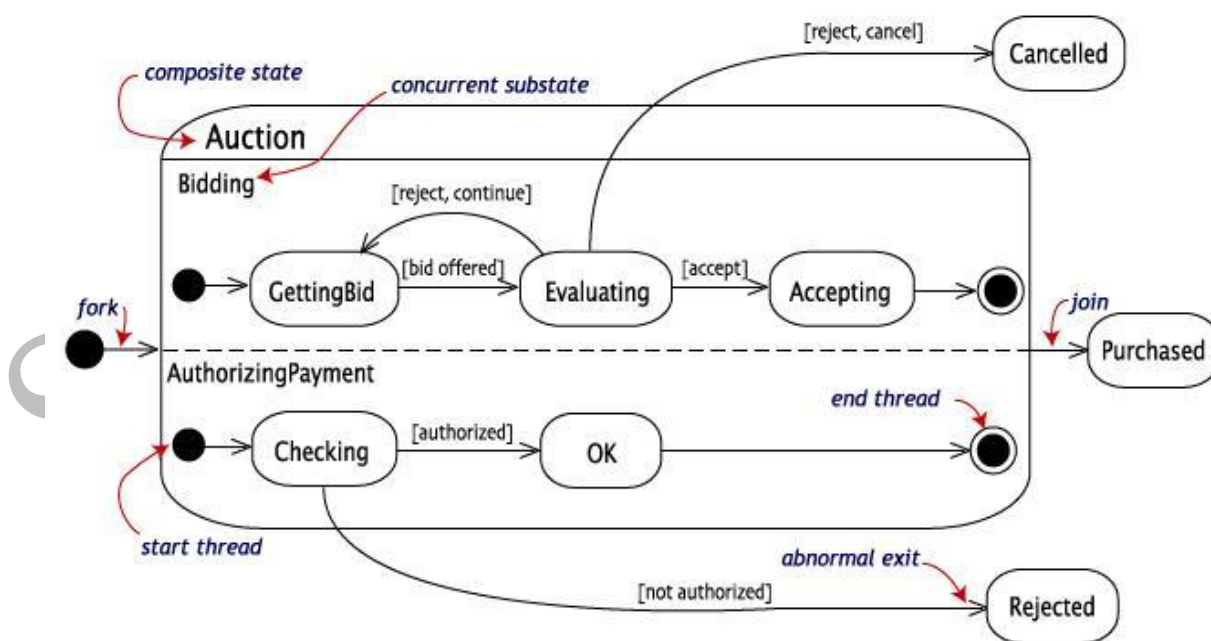 [reject, cancel]
Cancelled
composite state
concurrent substate
Auction
Bidding
[reject, continue]
GettingBid
[bid offered]
Evaluating
[accept]
Accepting
fork
join
Purchased
AuthorizingPayment
end thread
Checking
[authorized]
OK
start thread
abnormal exit
[not authorized]
Rejected